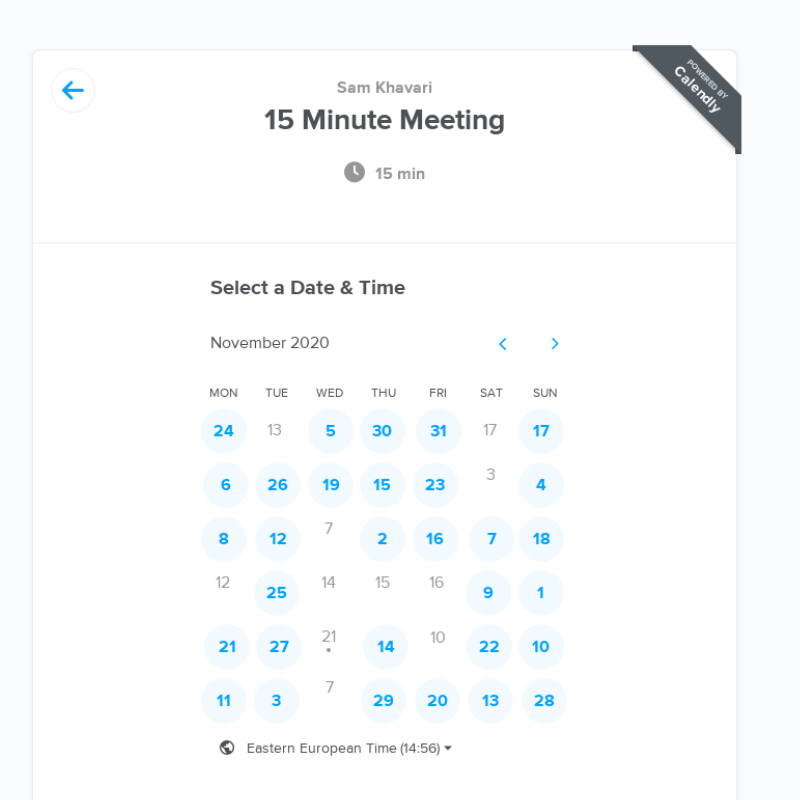 POWERED BY
Calendly
Sam Khavari
15 Minute Meeting
15 min
Select a Date & Time
November 2020
MON TUE WED THU FRI SAT SUN
24 13 5 30 31 17 17
6 26 19 15 23 3 4
8 12 7 2 16 7 18
12 25 14 15 16 9 1
21 27 21 14 10 22 10
11 3 7 29 20 13 28
Eastern European Time (14:56)